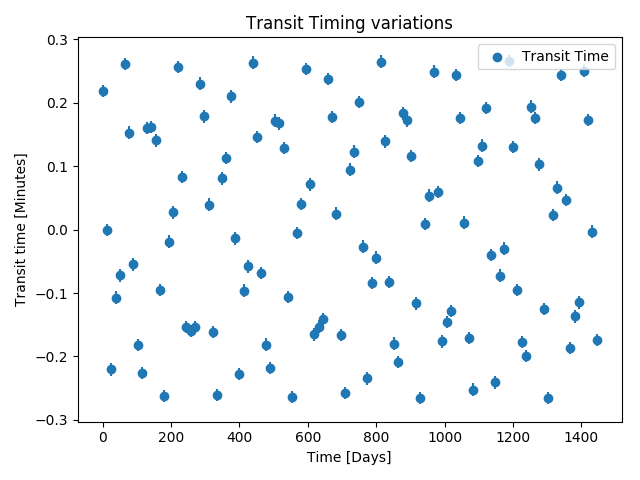 Transit Timing variations
Transit Time
Transit time [Minutes]
0.3
0.2
0.1
0.0
−0.1
−0.2
−0.3
0 200 400 600 800 1000 1200 1400
Time [Days]